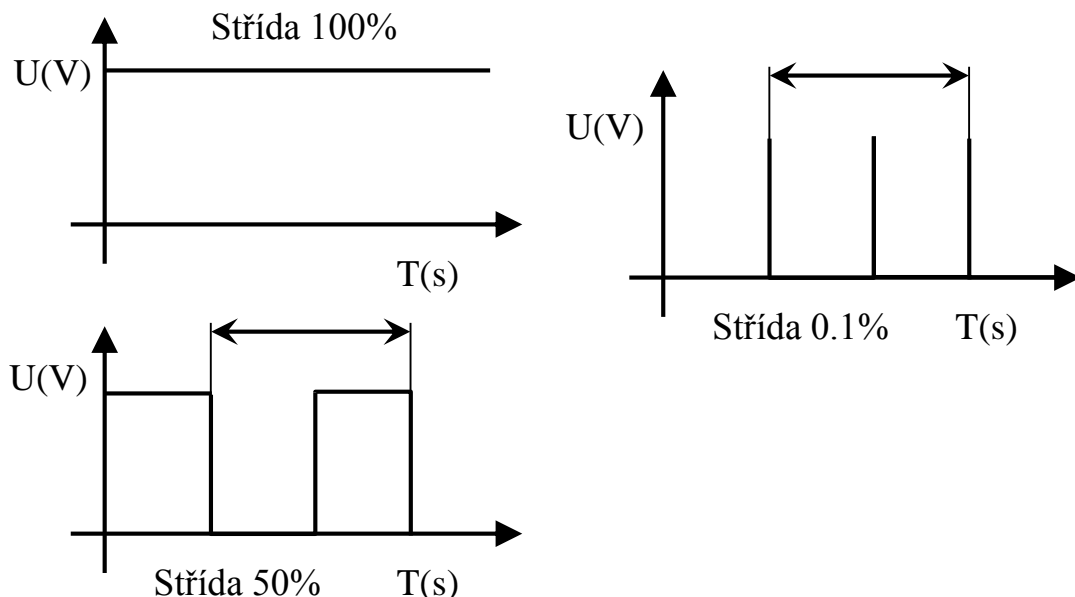 Střída 100%
U(V)
T(s)
U(V)
Střída 0.1%
T(s)
U(V)
Střída 50%
T(s)